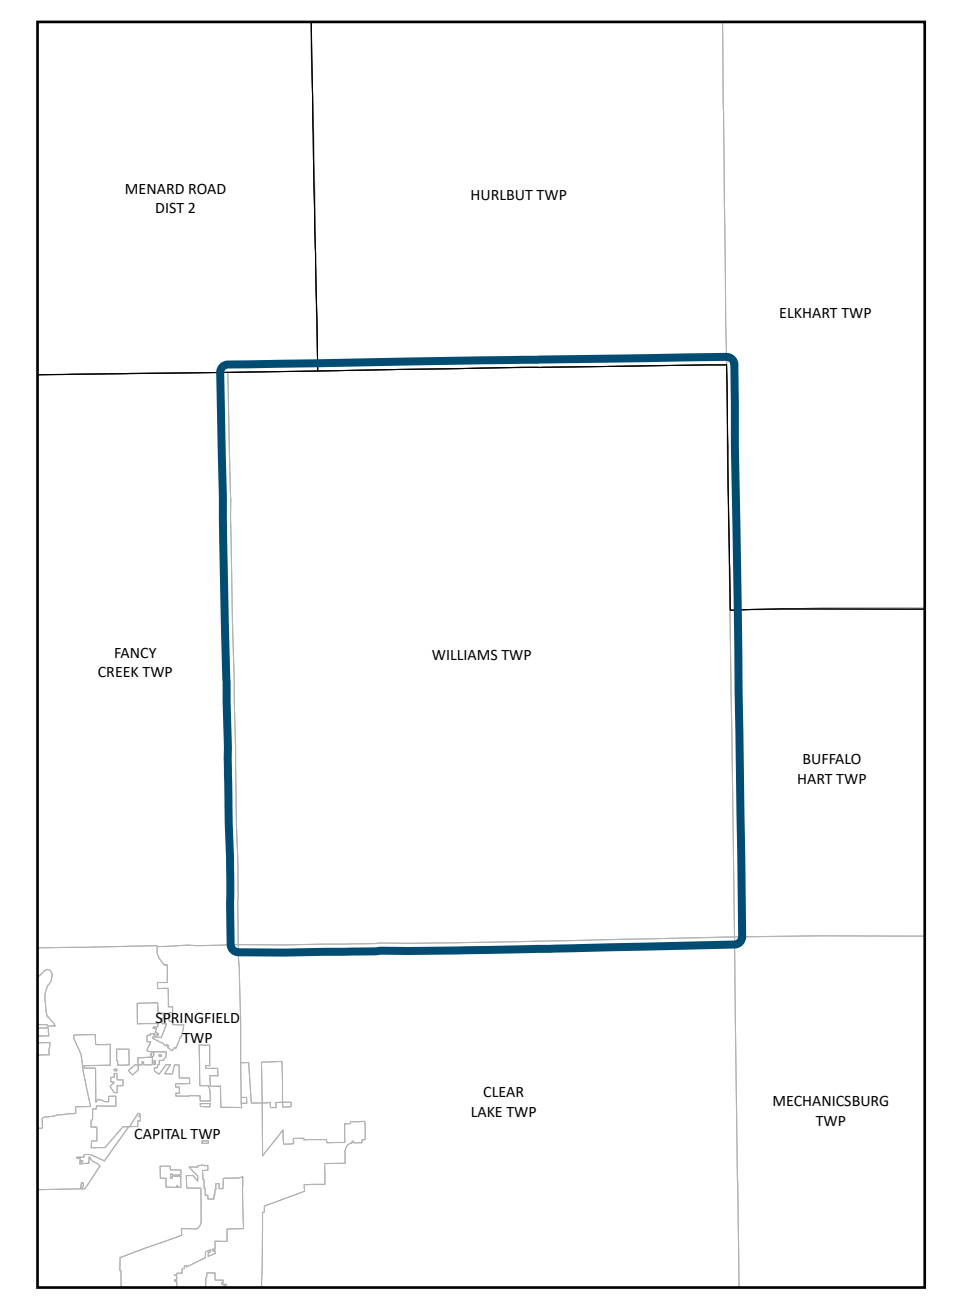 MENARD ROAD
DIST 2
HURLBUT TWP
ELKHART TWP
FANCY
CREEK TWP
WILLIAMS TWP
BUFFALO
HART TWP
SPRINGFIELD
TWP
CLEAR
LAKE TWP
MECHANICSBURG
TWP
CAPITAL TWP